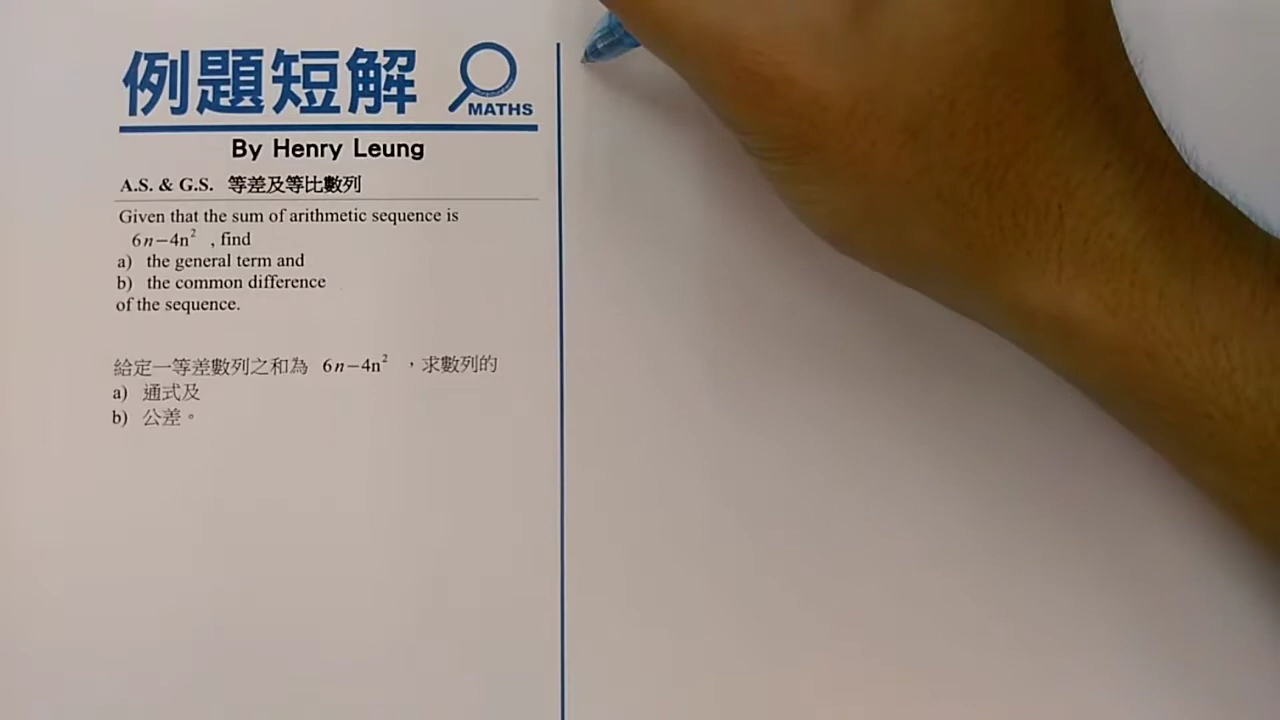 例題短解
MATHS
By Henry Leung
A.S. & G.S. 等差及等比數列
Given that the sum of arithmetic sequence is
6n−4n² , find
a) the general term and
b) the common difference
of the sequence.
給定一等差數列之和為 6n−4n² ，求數列的
a) 通式及
b) 公差。